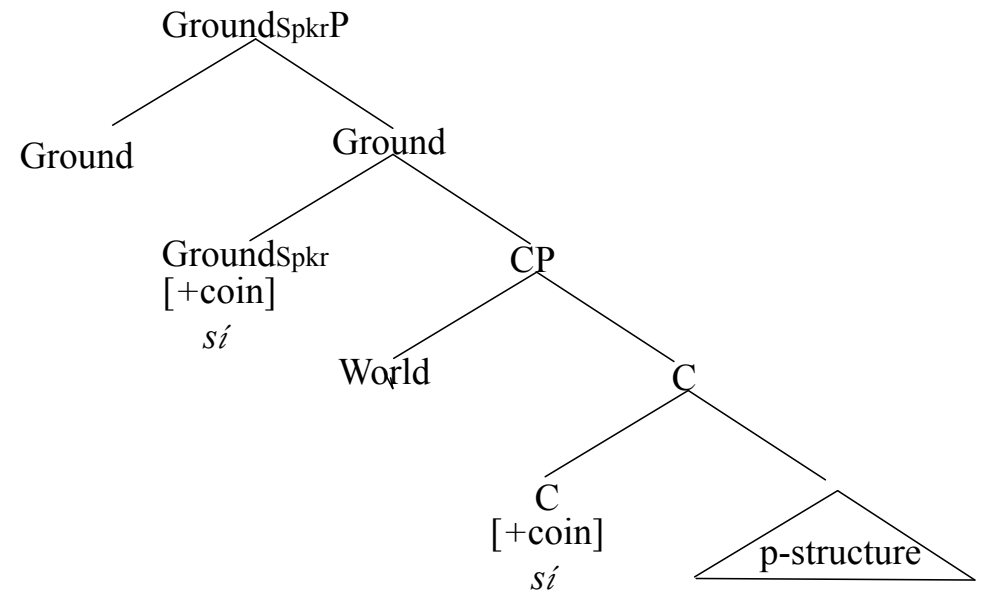 GroundSpkrP
Ground
Ground
GroundSpkr
[+coin]
sí
CP
World
C
C
[+coin]
sí
p-structure